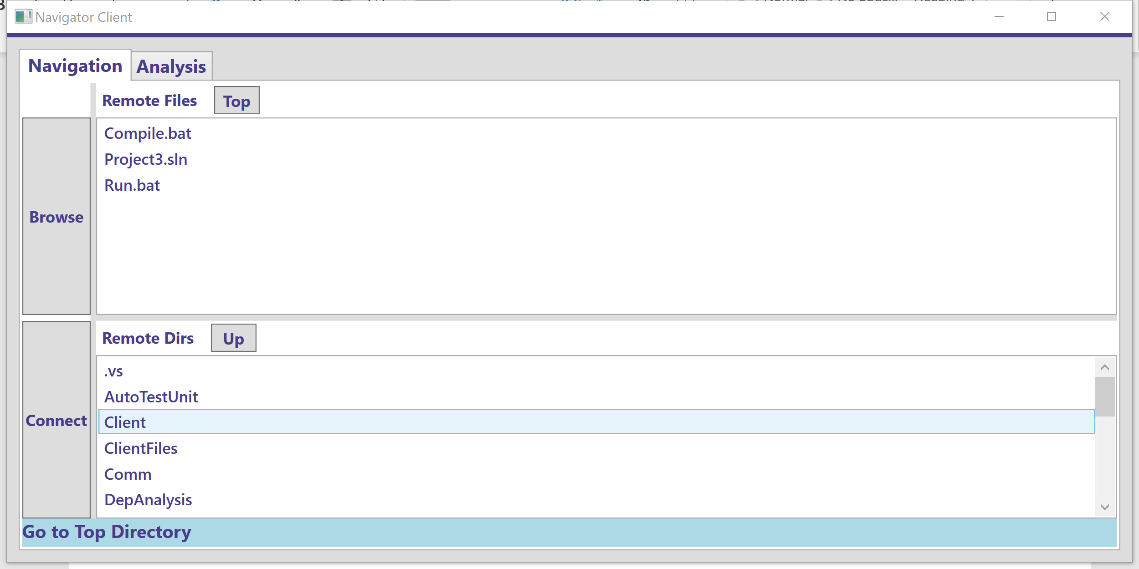 Navigator Client
Navigation Analysis
Remote Files Top
Compile.bat
Project3.sln
Run.bat
Browse
Remote Dirs Up
.vs
AutoTestUnit
Client
ClientFiles
Comm
DepAnalysis
Connect
Go to Top Directory